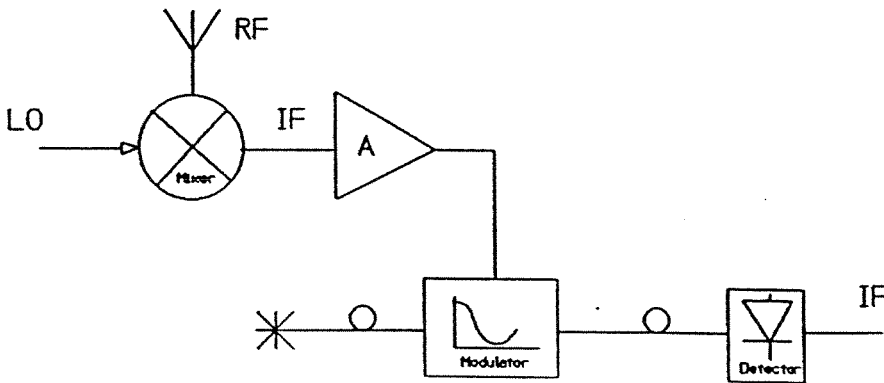 RF
LO
IF
A
Mixer
IF
Modulator
Detector